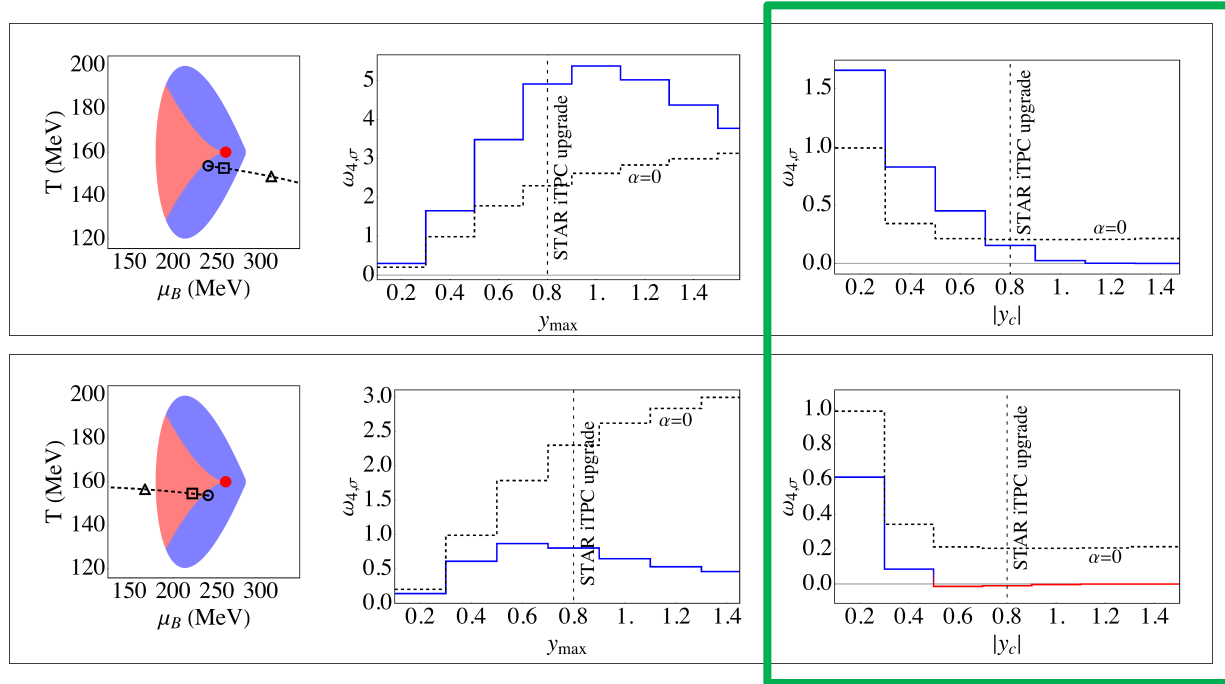 200
180
160
140
120
T (MeV)
150 200 250 300
μB (MeV)
5
4
3
2
1
0
ω4,σ
STAR iTPC upgrade
α=0
0.2 0.4 0.6 0.8 1. 1.2 1.4
ymax
1.5
1.0
0.5
0.0
ω4,σ
STAR iTPC upgrade
α=0
0.2 0.4 0.6 0.8 1. 1.2 1.4
|yc|
200
180
160
140
120
T (MeV)
150 200 250 300
μB (MeV)
3.0
2.5
2.0
1.5
1.0
0.5
0.0
ω4,σ
STAR iTPC upgrade
α=0
0.2 0.4 0.6 0.8 1. 1.2 1.4
ymax
1.0
0.8
0.6
0.4
0.2
0.0
ω4,σ
STAR iTPC upgrade
α=0
0.2 0.4 0.6 0.8 1. 1.2 1.4
|yc|